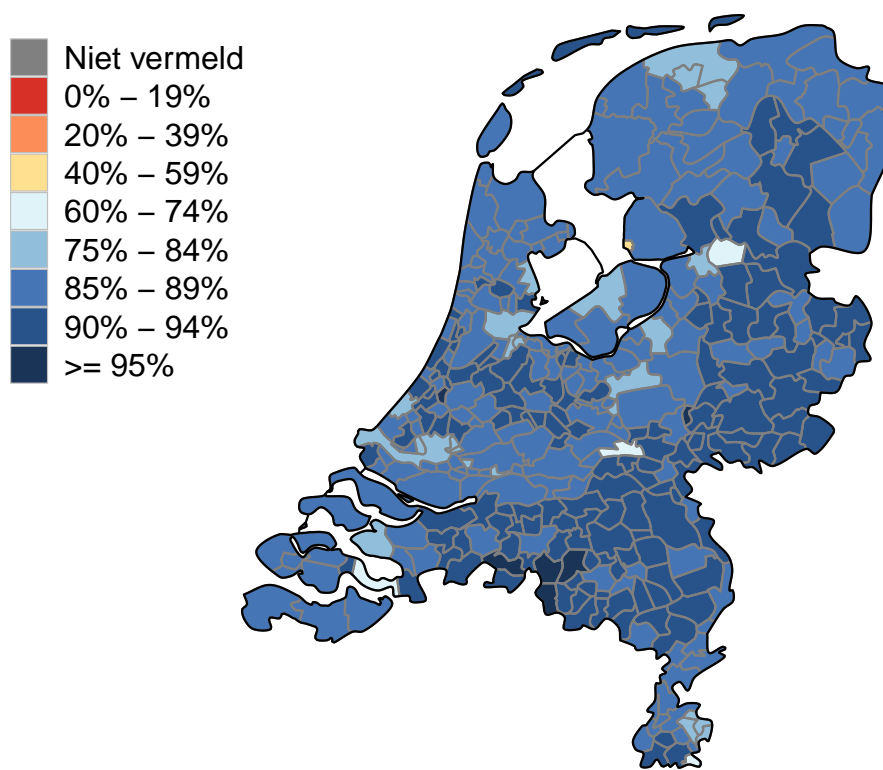 Niet vermeld
0% – 19%
20% – 39%
40% – 59%
60% – 74%
75% – 84%
85% – 89%
90% – 94%
>= 95%